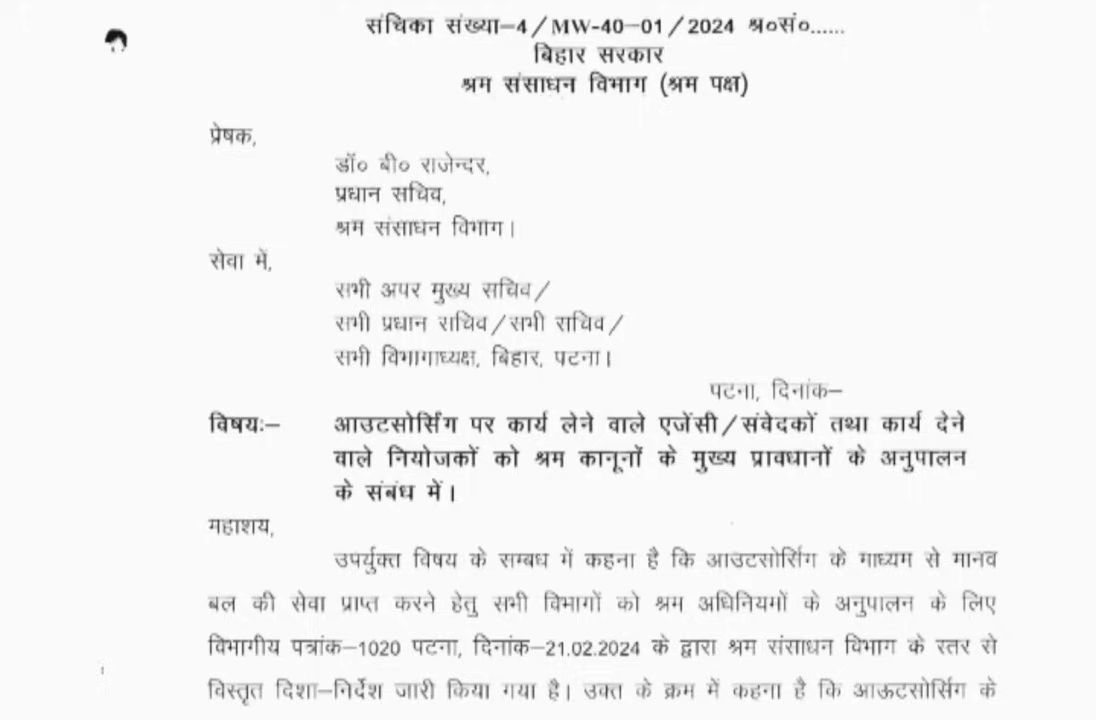 संचिका संख्या–4/MW-40-01/2024 श्र०सं०......
बिहार सरकार
श्रम संसाधन विभाग (श्रम पक्ष)
प्रेषक,
डॉ० बी० राजेन्दर,
प्रधान सचिव,
श्रम संसाधन विभाग।
सेवा में,
सभी अपर मुख्य सचिव/
सभी प्रधान सचिव/सभी सचिव/
सभी विभागाध्यक्ष, बिहार, पटना।
पटना, दिनांक–
विषयः– आउटसोर्सिंग पर कार्य लेने वाले एजेंसी/संवेदकों तथा कार्य देने
वाले नियोजकों को श्रम कानूनों के मुख्य प्रावधानों के अनुपालन
के संबंध में।
महाशय,
उपर्युक्त विषय के सम्बध में कहना है कि आउटसोर्सिंग के माध्यम से मानव
बल की सेवा प्राप्त करने हेतु सभी विभागों को श्रम अधिनियमों के अनुपालन के लिए
विभागीय पत्रांक–1020 पटना, दिनांक–21.02.2024 के द्वारा श्रम संसाधन विभाग के स्तर से
विस्तृत दिशा–निर्देश जारी किया गया है। उक्त के क्रम में कहना है कि आऊटसोर्सिंग के